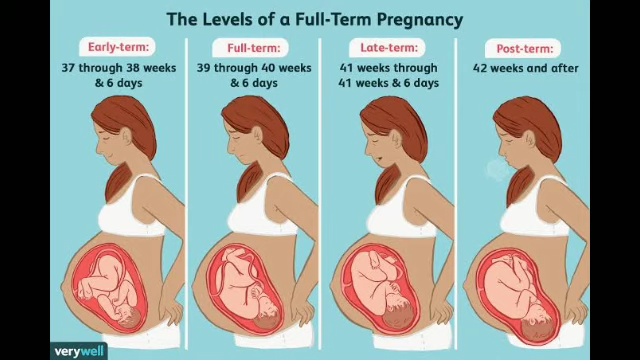 The Levels of a Full-Term Pregnancy
Early-term:
37 through 38 weeks
& 6 days
Full-term:
39 through 40 weeks
& 6 days
Late-term:
41 weeks through
41 weeks & 6 days
Post-term:
42 weeks and after
verywell